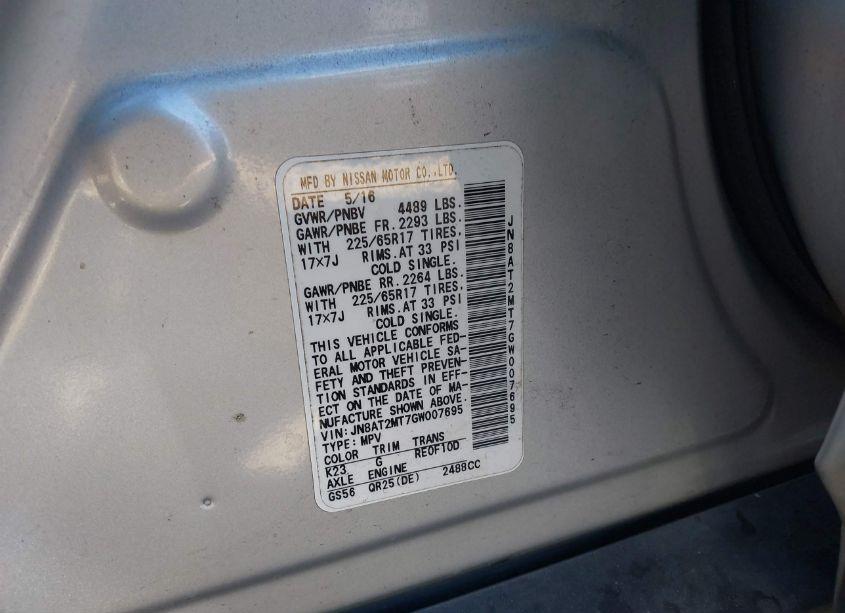 MFD BY NISSAN MOTOR CO.,LTD.
DATE 5/16
GVWR/PNBV 4489 LBS.
GAWR/PNBE FR. 2293 LBS.
WITH 225/65R17 TIRES,
17×7J RIMS. AT 33 PSI
COLD SINGLE.
GAWR/PNBE RR. 2264 LBS.
WITH 225/65R17 TIRES,
17×7J RIMS. AT 33 PSI
COLD SINGLE.
THIS VEHICLE CONFORMS
TO ALL APPLICABLE FED-
ERAL MOTOR VEHICLE SA-
FETY AND THEFT PREVEN-
TION STANDARDS IN EFF-
ECT ON THE DATE OF MA-
NUFACTURE SHOWN ABOVE.
VIN:JN8AT2MT7GW007695
TYPE:MPV
COLOR TRIM TRANS
K23 G RE0F10D
AXLE ENGINE
GS56 QR25(DE) 2488CC
JN8AT2MT7GW007695